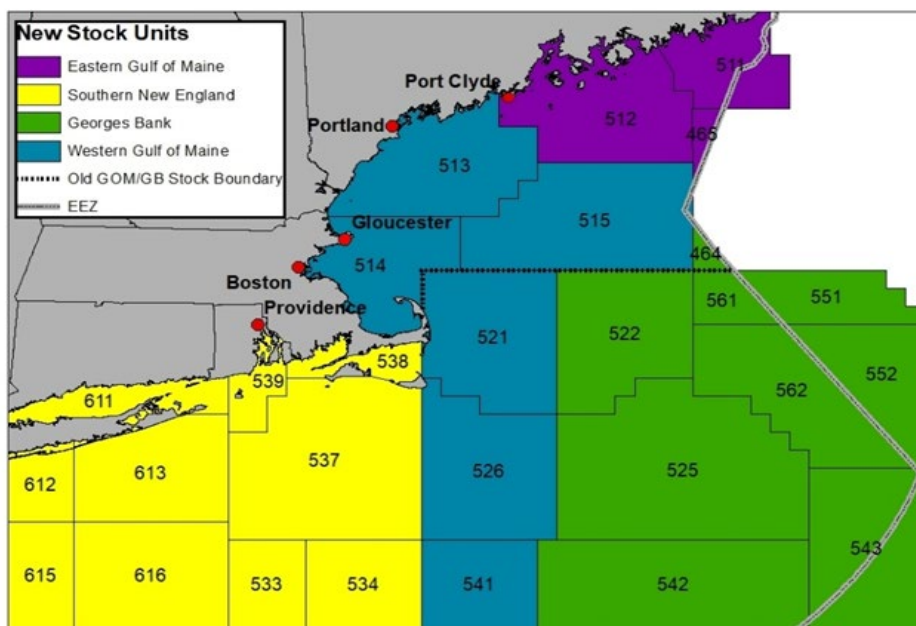 New Stock Units
Eastern Gulf of Maine
Southern New England
Georges Bank
Western Gulf of Maine
Old GOM/GB Stock Boundary
EEZ
511
Port Clyde
512
Portland
465
513
515
Gloucester
464
514
Boston
561
551
Providence
521
522
538
552
539
562
611
537
613
526
525
612
543
615
616
533
534
541
542